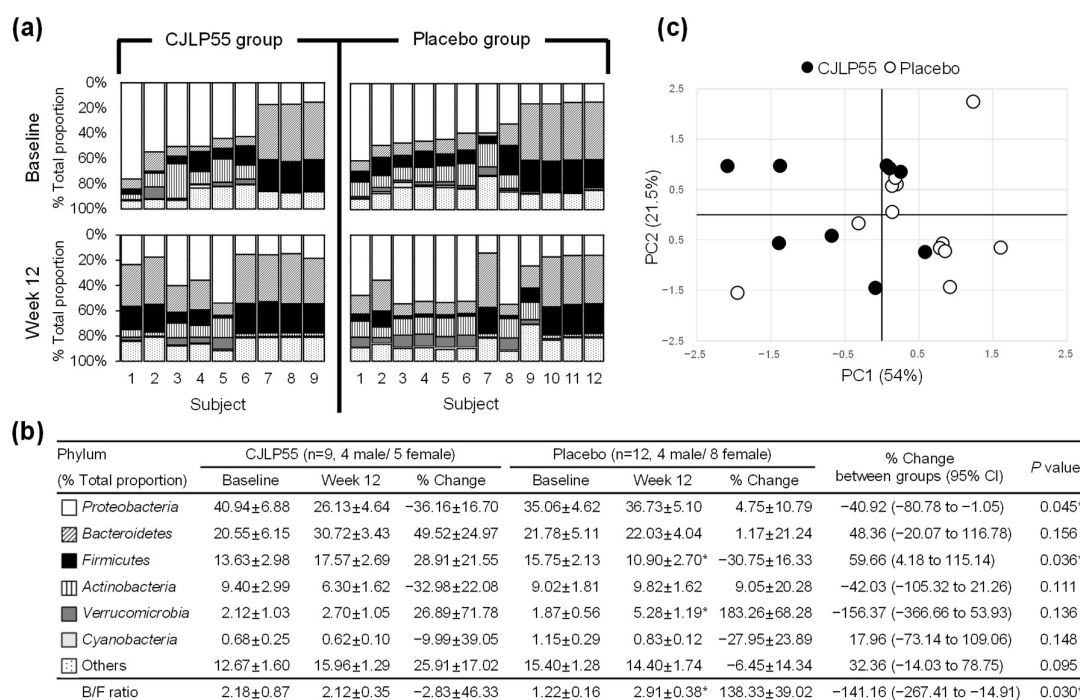 (a)
CJLP55 group
Placebo group
Baseline
% Total proportion
0%
20%
40%
60%
80%
100%
Week 12
% Total proportion
0%
20%
40%
60%
80%
100%
1 2 3 4 5 6 7 8 9
1 2 3 4 5 6 7 8 9 10 11 12
Subject
Subject
(c)
CJLP55 Placebo
PC2 (21.5%)
2.5
1.5
0.5
0.5
−1.5
−2.5
−2.5 −1.5 −0.5 0.5 1.5 2.5
PC1 (54%)
(b)
Phylum CJLP55 (n=9, 4 male/ 5 female) Placebo (n=12, 4 male/ 8 female) % Change between groups (95% CI) P value
(% Total proportion) Baseline Week 12 % Change Baseline Week 12 % Change
Proteobacteria 40.94±6.88 26.13±4.64 −36.16±16.70 35.06±4.62 36.73±5.10 4.75±10.79 −40.92 (−80.78 to −1.05) 0.045*
Bacteroidetes 20.55±6.15 30.72±3.43 49.52±24.97 21.78±5.11 22.03±4.04 1.17±21.24 48.36 (−20.07 to 116.78) 0.156
Firmicutes 13.63±2.98 17.57±2.69 28.91±21.55 15.75±2.13 10.90±2.70* −30.75±16.33 59.66 (4.18 to 115.14) 0.036*
Actinobacteria 9.40±2.99 6.30±1.62 −32.98±22.08 9.02±1.81 9.82±1.62 9.05±20.28 −42.03 (−105.32 to 21.26) 0.111
Verrucomicrobia 2.12±1.03 2.70±1.05 26.89±71.78 1.87±0.56 5.28±1.19* 183.26±68.28 −156.37 (−366.66 to 53.93) 0.136
Cyanobacteria 0.68±0.25 0.62±0.10 −9.99±39.05 1.15±0.29 0.83±0.12 −27.95±23.89 17.96 (−73.14 to 109.06) 0.148
Others 12.67±1.60 15.96±1.29 25.91±17.02 15.40±1.28 14.40±1.74 −6.45±14.34 32.36 (−14.03 to 78.75) 0.095
B/F ratio 2.18±0.87 2.12±0.35 −2.83±46.33 1.22±0.16 2.91±0.38* 138.33±39.02 −141.16 (−267.41 to −14.91) 0.030*